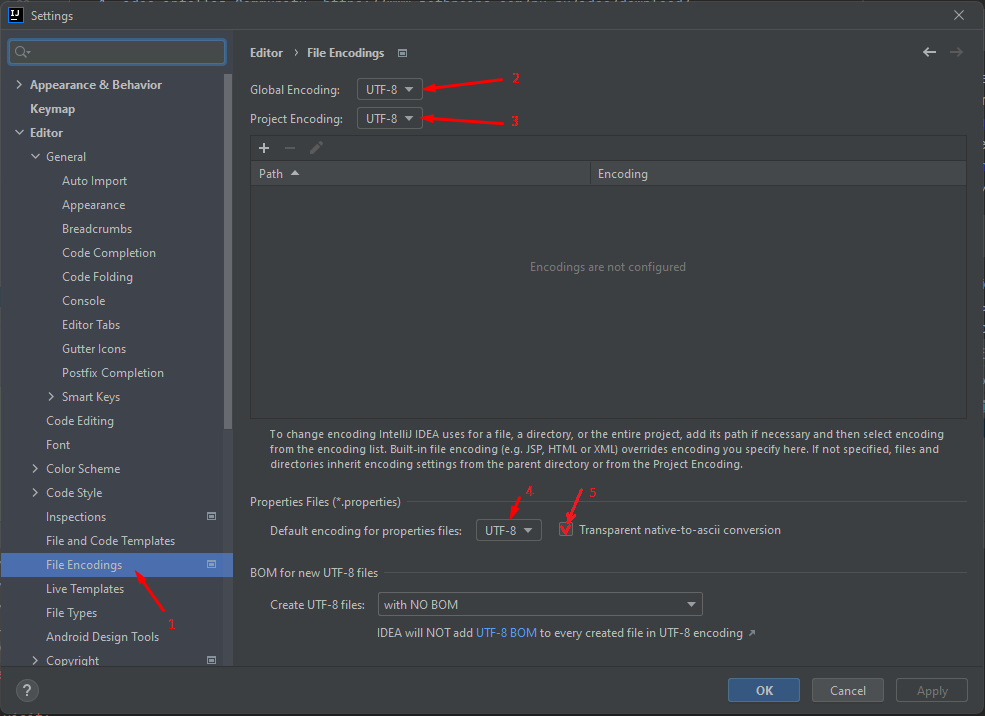 Settings
Editor › File Encodings
Appearance & Behavior
Keymap
Editor
General
Auto Import
Appearance
Breadcrumbs
Code Completion
Code Folding
Console
Editor Tabs
Gutter Icons
Postfix Completion
Smart Keys
Code Editing
Font
Color Scheme
Code Style
Inspections
File and Code Templates
File Encodings
Live Templates
File Types
Android Design Tools
Copyright
1
Global Encoding: UTF-8 2
Project Encoding: UTF-8 3
Path Encoding
Encodings are not configured
To change encoding IntelliJ IDEA uses for a file, a directory, or the entire project, add its path if necessary and then select encoding
from the encoding list. Built-in file encoding (e.g. JSP, HTML or XML) overrides encoding you specify here. If not specified, files and
directories inherit encoding settings from the parent directory or from the Project Encoding.
Properties Files (*.properties)
4 5
Default encoding for properties files: UTF-8 Transparent native-to-ascii conversion
BOM for new UTF-8 files
Create UTF-8 files: with NO BOM
IDEA will NOT add UTF-8 BOM to every created file in UTF-8 encoding ↗
? OK Cancel Apply